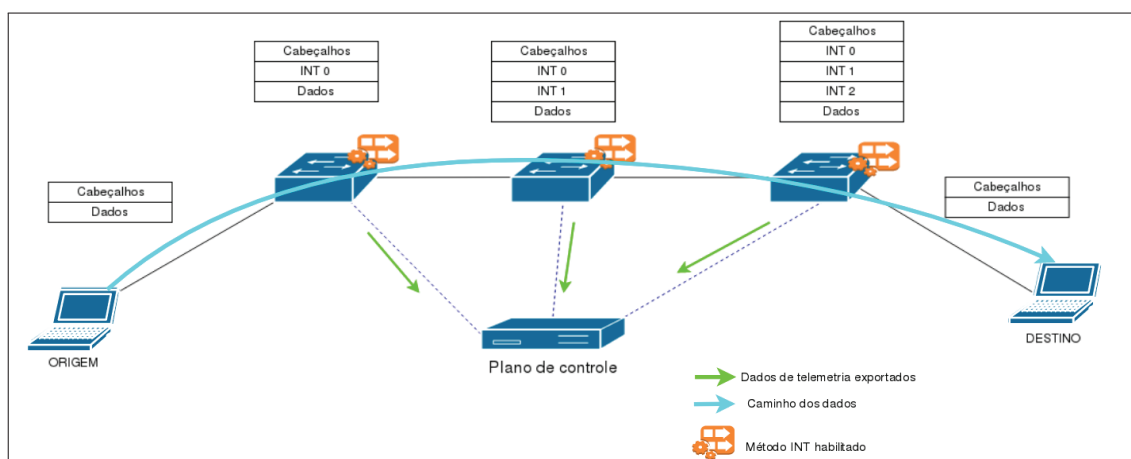 Cabeçalhos
INT 0
Dados
Cabeçalhos
INT 0
INT 1
Dados
Cabeçalhos
INT 0
INT 1
INT 2
Dados
Cabeçalhos
Dados
Cabeçalhos
Dados
ORIGEM
Plano de controle
DESTINO
Dados de telemetria exportados
Caminho dos dados
Método INT habilitado